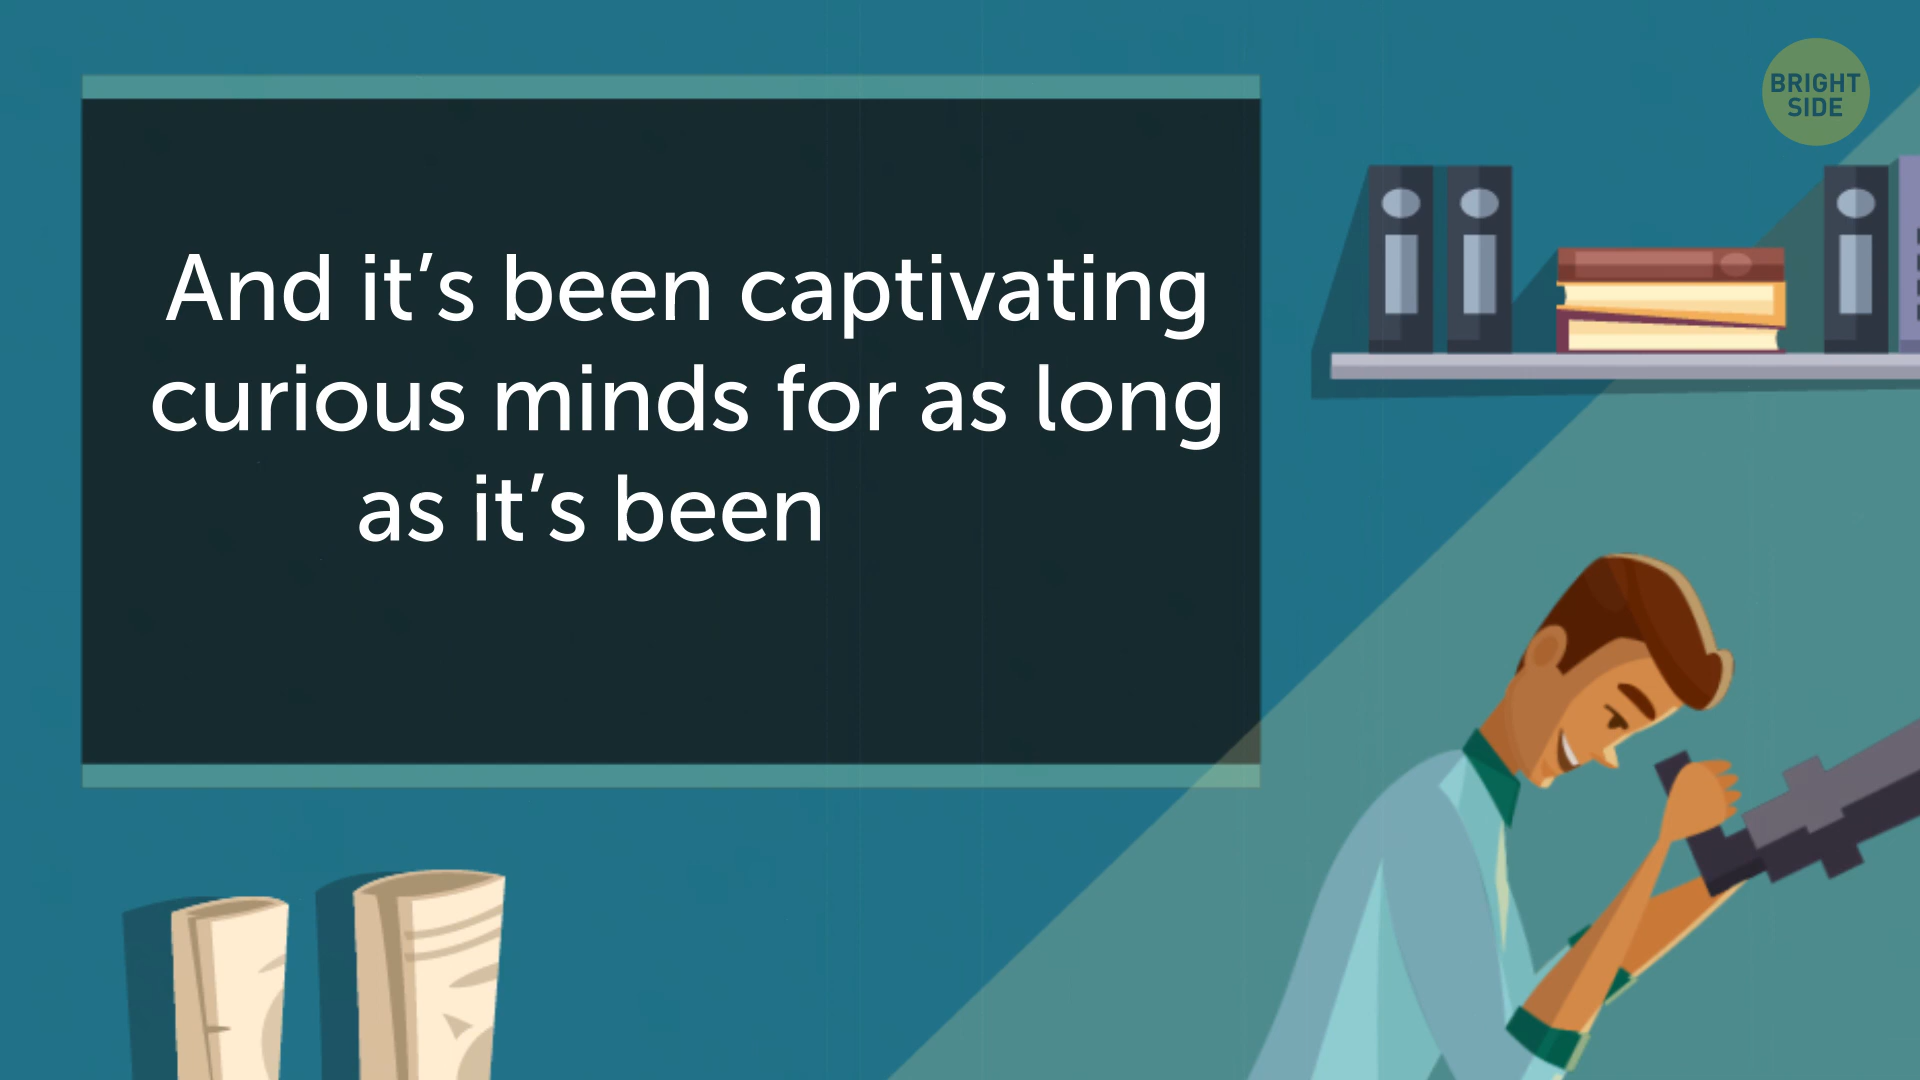 BRIGHT
SIDE
And it’s been captivating
curious minds for as long
as it’s been